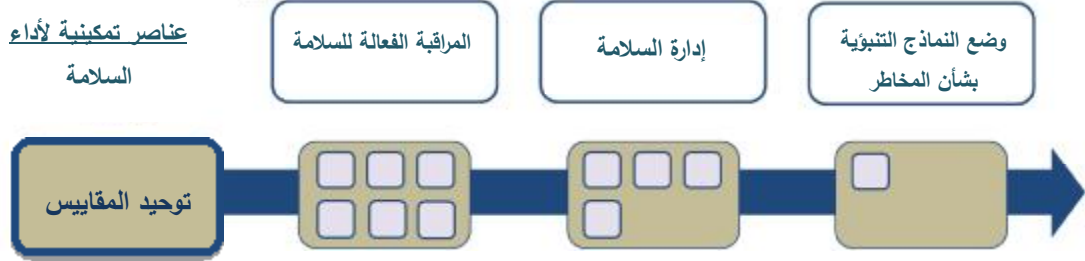 عناصر تمكينية لأداء
السلامة
المراقبة الفعالة للسلامة
إدارة السلامة
وضع النماذج التنبؤية
بشأن المخاطر
توحيد المقاييس